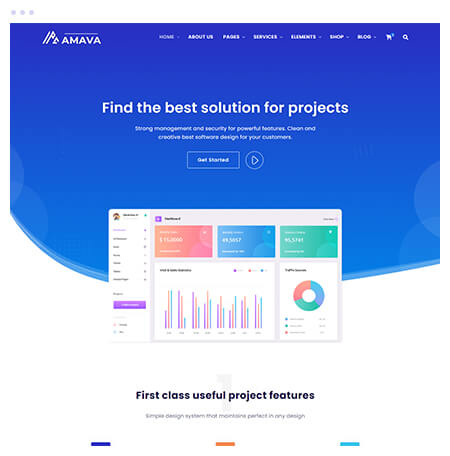 AMAVA
HOME ABOUT US PAGES SERVICES ELEMENTS SHOP BLOG
Find the best solution for projects
Strong management and security for powerful features. Clean and
creative best software design for your customers.
Get Started
Dashboard
$ 15,0000 45,5057 95,5741
Visit & Sales Statistics
Traffic Sources
1
First class useful project features
Simple design system that maintains perfect in any design